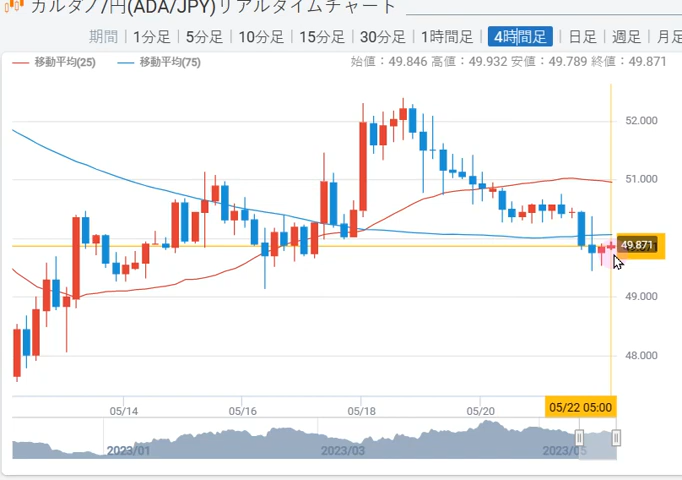 カルダノ/円(ADA/JPY)リアルタイムチャート
期間 | 1分足 | 5分足 | 10分足 | 15分足 | 30分足 | 1時間足 | 4時間足 | 日足 | 週足 | 月足
移動平均(25) 移動平均(75) 始値：49.846 高値：49.932 安値：49.789 終値：49.871
52.000
51.000
49.871
49.000
48.000
05/14 05/16 05/18 05/20 05/22 05:00
2023/01 2023/03 2023/05